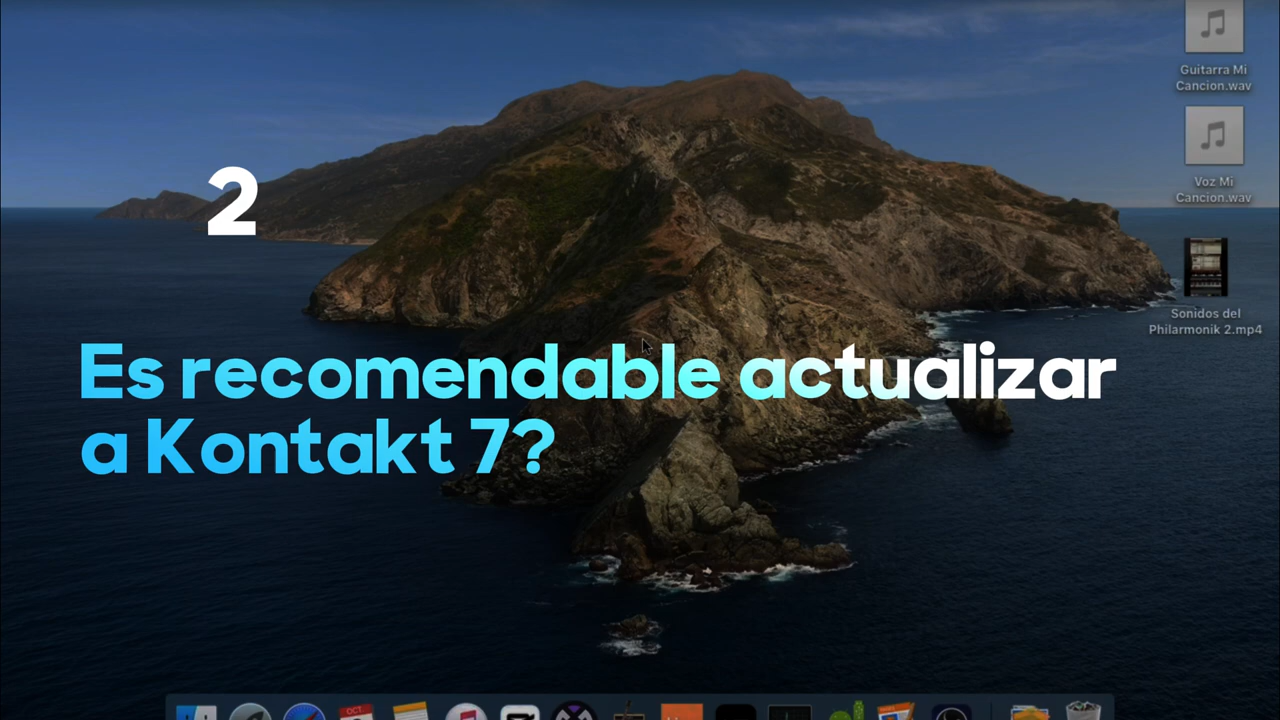 Guitarra Mi
Cancion.wav
Voz Mi
Cancion.wav
2
Sonidos del
Philarmonik 2.mp4
Es recomendable actualizar
a Kontakt 7?
OCT.